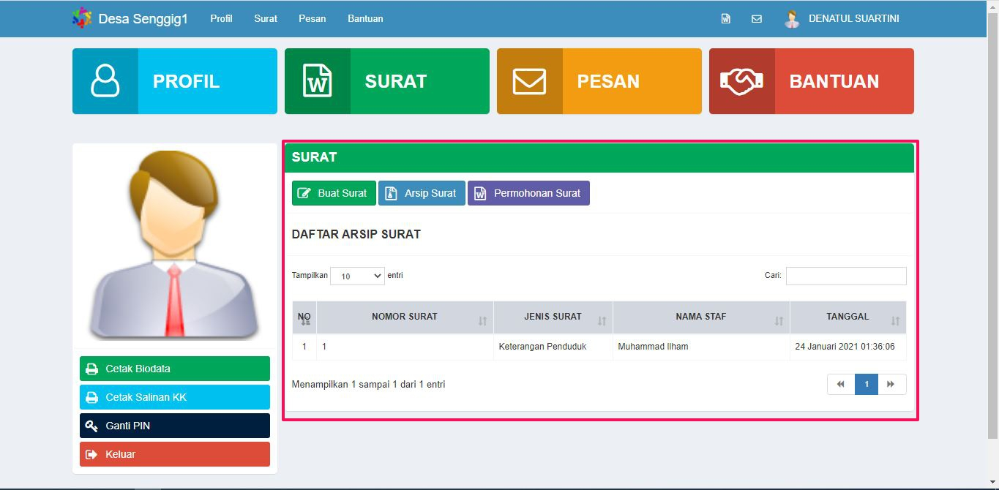 Desa Senggig1 Profil Surat Pesan Bantuan DENATUL SUARTINI
PROFIL SURAT PESAN BANTUAN
SURAT
Buat Surat Arsip Surat Permohonan Surat
DAFTAR ARSIP SURAT
Tampilkan 10 entri Cari:
NO NOMOR SURAT JENIS SURAT NAMA STAF TANGGAL
1 1 Keterangan Penduduk Muhammad Ilham 24 Januari 2021 01:36:06
Menampilkan 1 sampai 1 dari 1 entri 1
Cetak Biodata
Cetak Salinan KK
Ganti PIN
Keluar